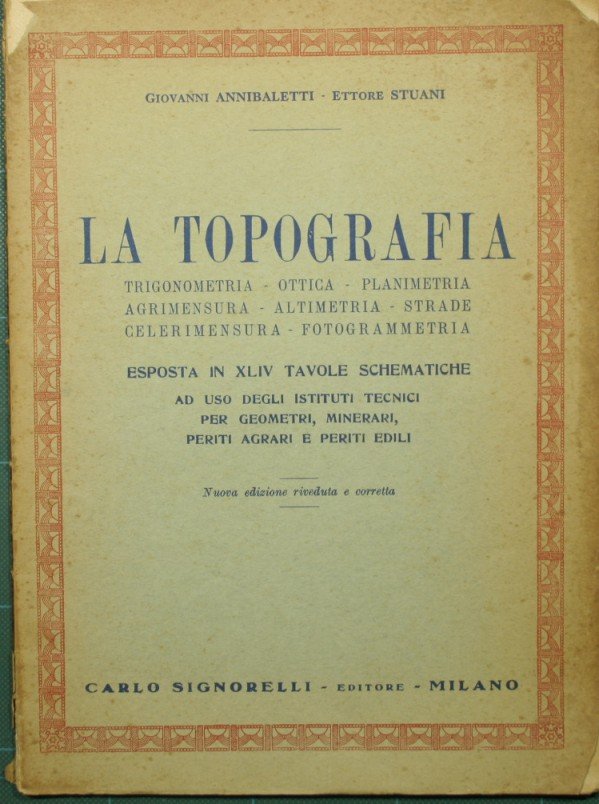 Giovanni ANNIBALETTI - Ettore STUANI
LA TOPOGRAFIA
TRIGONOMETRIA - OTTICA - PLANIMETRIA
AGRIMENSURA - ALTIMETRIA - STRADE
CELERIMENSURA - FOTOGRAMMETRIA
ESPOSTA IN XLIV TAVOLE SCHEMATICHE
AD USO DEGLI ISTITUTI TECNICI
PER GEOMETRI, MINERARI,
PERITI AGRARI E PERITI EDILI
Nuova edizione riveduta e corretta
CARLO SIGNORELLI - EDITORE - MILANO